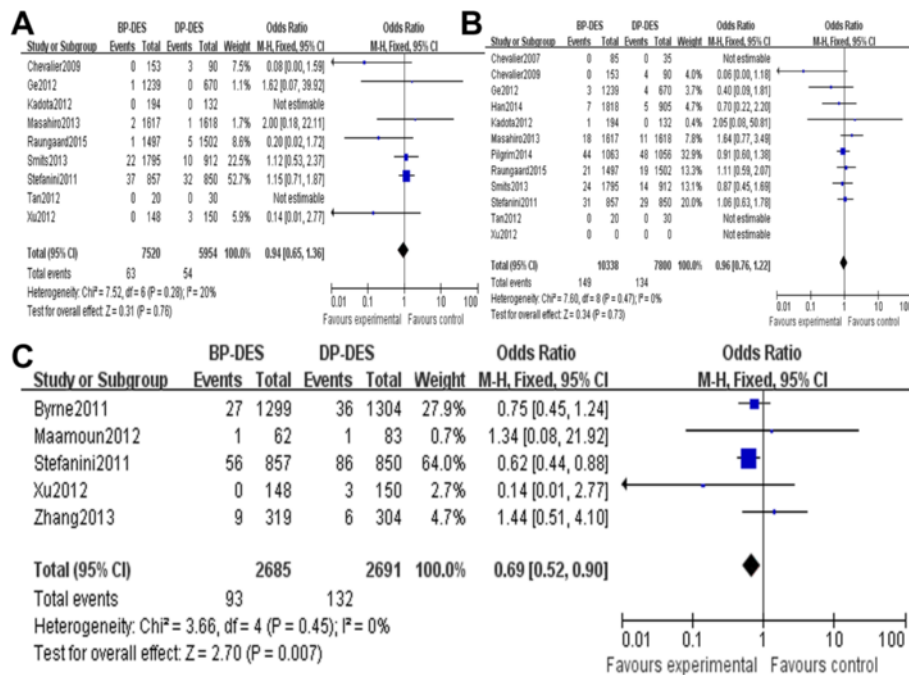 A
BP-DES DP-DES Odds Ratio Odds Ratio
Study or Subgroup Events Total Events Total Weight M-H, Fixed, 95% CI M-H, Fixed, 95% CI
Chevalier2009 0 153 3 90 7.5% 0.08 [0.00, 1.59]
Ge2012 1 1239 0 670 1.1% 1.62 [0.07, 39.92]
Kadota2012 0 194 0 132 Not estimable
Masahiro2013 2 1617 1 1618 1.7% 2.00 [0.18, 22.11]
Raungaard2015 1 1497 5 1502 8.6% 0.20 [0.02, 1.72]
Smits2013 22 1795 10 912 22.5% 1.12 [0.53, 2.37]
Stefanini2011 37 857 32 850 52.7% 1.15 [0.71, 1.87]
Tan2012 0 20 0 30 Not estimable
Xu2012 0 148 3 150 5.9% 0.14 [0.01, 2.77]
Total (95% CI) 7520 5954 100.0% 0.94 [0.65, 1.36]
Total events 63 54
Heterogeneity: Chi² = 7.52, df = 6 (P = 0.28); I² = 20%
Test for overall effect: Z = 0.31 (P = 0.76)
0.01 0.1 1 10 100
Favours experimental Favours control
B
BP-DES DP-DES Odds Ratio Odds Ratio
Study or Subgroup Events Total Events Total Weight M-H, Fixed, 95% CI M-H, Fixed, 95% CI
Chevalier2007 0 85 0 35 Not estimable
Chevalier2009 0 153 4 90 4.0% 0.06 [0.00, 1.18]
Ge2012 3 1239 4 670 3.7% 0.40 [0.09, 1.81]
Han2014 7 1818 5 905 4.7% 0.70 [0.22, 2.20]
Kadota2012 1 194 0 132 0.4% 2.05 [0.08, 50.81]
Masahiro2013 18 1617 11 1618 7.8% 1.64 [0.77, 3.49]
Pilgrim2014 44 1063 48 1056 32.9% 0.91 [0.60, 1.38]
Raungaard2015 21 1497 19 1502 13.3% 1.11 [0.59, 2.07]
Smits2013 24 1795 14 912 13.1% 0.87 [0.45, 1.69]
Stefanini2011 31 857 29 850 20.0% 1.06 [0.63, 1.78]
Tan2012 0 20 0 30 Not estimable
Xu2012 0 0 0 0 Not estimable
Total (95% CI) 10338 7800 100.0% 0.96 [0.76, 1.22]
Total events 149 134
Heterogeneity: Chi² = 7.60, df = 8 (P = 0.47); I² = 0%
Test for overall effect: Z = 0.34 (P = 0.73)
0.01 0.1 1 10 100
Favours experimental Favours control
C
BP-DES DP-DES Odds Ratio Odds Ratio
Study or Subgroup Events Total Events Total Weight M-H, Fixed, 95% CI M-H, Fixed, 95% CI
Byrne2011 27 1299 36 1304 27.9% 0.75 [0.45, 1.24]
Maamoun2012 1 62 1 83 0.7% 1.34 [0.08, 21.92]
Stefanini2011 56 857 86 850 64.0% 0.62 [0.44, 0.88]
Xu2012 0 148 3 150 2.7% 0.14 [0.01, 2.77]
Zhang2013 9 319 6 304 4.7% 1.44 [0.51, 4.10]
Total (95% CI) 2685 2691 100.0% 0.69 [0.52, 0.90]
Total events 93 132
Heterogeneity: Chi² = 3.66, df = 4 (P = 0.45); I² = 0%
Test for overall effect: Z = 2.70 (P = 0.007)
0.01 0.1 1 10 100
Favours experimental Favours control